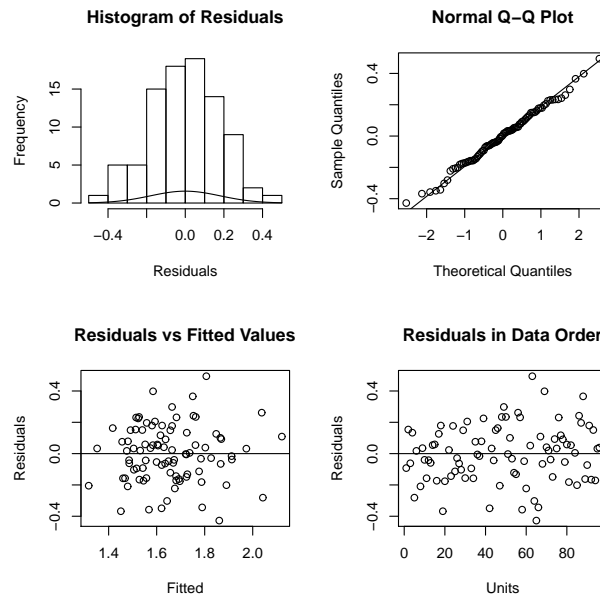 Histogram of Residuals
Frequency
0
5
10
15
−0.4
0.0
0.2
0.4
Residuals
Normal Q−Q Plot
Sample Quantiles
−0.4
0.0
0.4
−2
−1
0
1
2
Theoretical Quantiles
Residuals vs Fitted Values
Residuals
−0.4
0.0
0.4
1.4
1.6
1.8
2.0
Fitted
Residuals in Data Order
Residuals
−0.4
0.0
0.4
0
20
40
60
80
Units